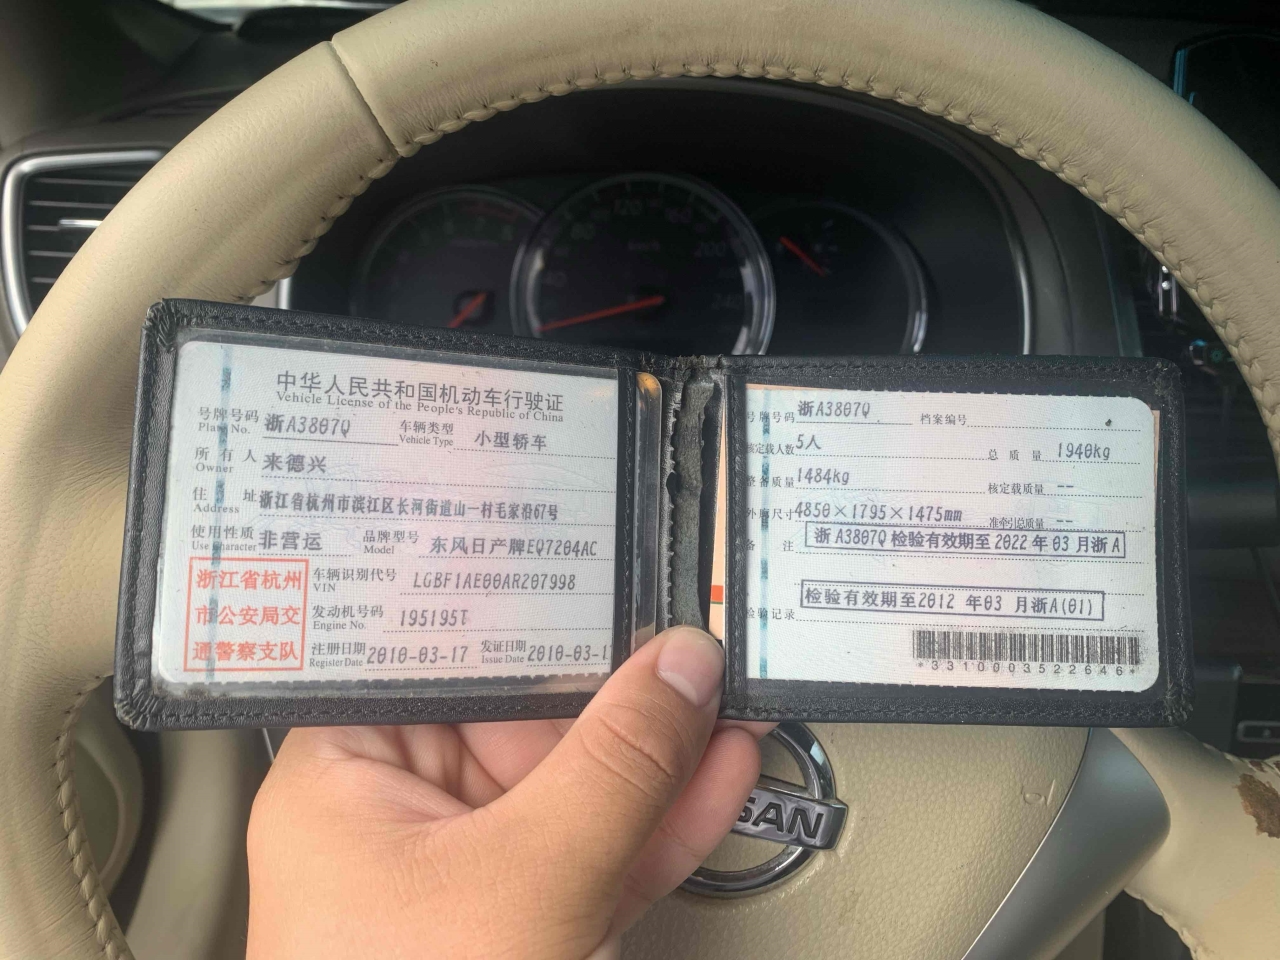 中华人民共和国机动车行驶证
Vehicle License of the People's Republic of China
号牌号码 浙A3807Q 车辆类型 小型轿车
Plate No. Vehicle Type
所有人 来德兴
Owner
住址 浙江省杭州市滨江区长河街道山一村毛家沿67号
Address
使用性质 非营运 品牌型号 东风日产牌EQ7204AC
Use Character Model
浙江省杭州
市公安局交
通警察支队
车辆识别代号 LGBF1AE00AR207998
VIN
发动机号码 195195T
Engine No.
注册日期 2010-03-17 发证日期 2010-03-1
Register Date Issue Date
号牌号码 浙A3807Q 档案编号
核定载人数 5人 总质量 1940kg
整备质量 1484kg 核定载质量 --
外廓尺寸 4850×1795×1475mm 准牵引总质量 --
备注 浙A3807Q检验有效期至2022年03月浙A
检验记录 检验有效期至2012年03月浙A(01)
*3310003522646*
SAN